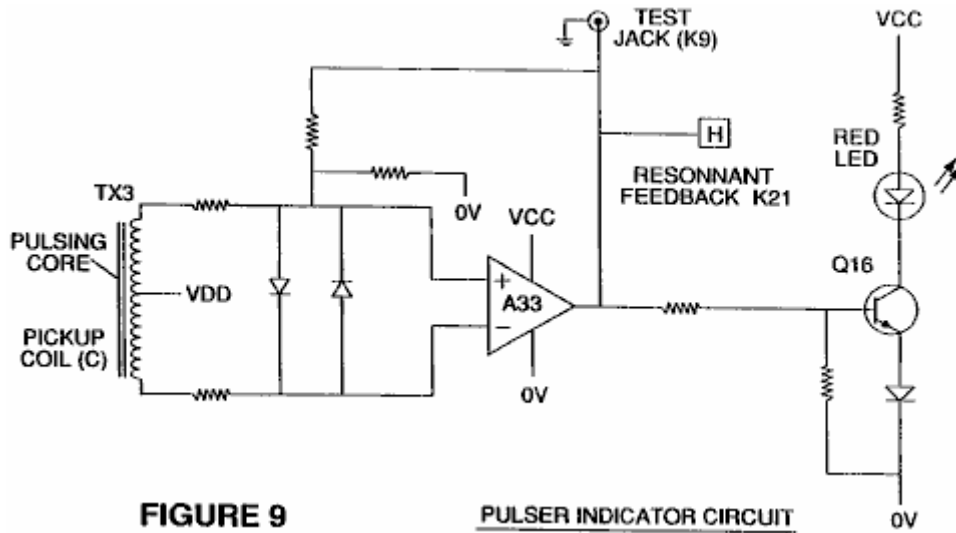 TEST
JACK (K9)
VCC
H
RED
LED
RESONNANT
FEEDBACK K21
TX3
0V
VCC
PULSING
CORE
VDD
+
A33
−
Q16
PICKUP
COIL (C)
0V
FIGURE 9
PULSER INDICATOR CIRCUIT
0V